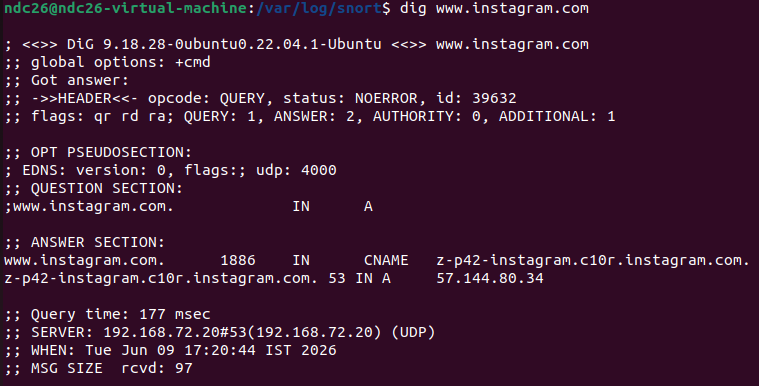 ndc26@ndc26-virtual-machine:/var/log/snort$ dig www.instagram.com
; <<>> DiG 9.18.28-0ubuntu0.22.04.1-Ubuntu <<>> www.instagram.com
;; global options: +cmd
;; Got answer:
;; ->>HEADER<<- opcode: QUERY, status: NOERROR, id: 39632
;; flags: qr rd ra; QUERY: 1, ANSWER: 2, AUTHORITY: 0, ADDITIONAL: 1
;; OPT PSEUDOSECTION:
; EDNS: version: 0, flags:; udp: 4000
;; QUESTION SECTION:
;www.instagram.com. IN A
;; ANSWER SECTION:
www.instagram.com. 1886 IN CNAME z-p42-instagram.c10r.instagram.com.
z-p42-instagram.c10r.instagram.com. 53 IN A 57.144.80.34
;; Query time: 177 msec
;; SERVER: 192.168.72.20#53(192.168.72.20) (UDP)
;; WHEN: Tue Jun 09 17:20:44 IST 2026
;; MSG SIZE rcvd: 97